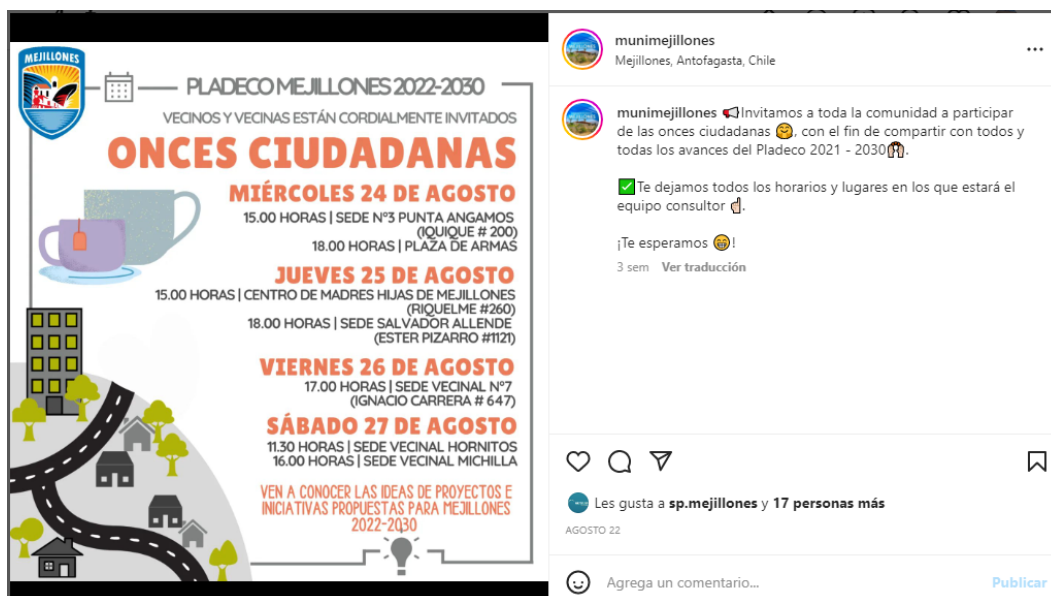 MEJILLONES
PLADECO MEJILLONES 2022-2030
VECINOS Y VECINAS ESTÁN CORDIALMENTE INVITADOS
ONCES CIUDADANAS
MIÉRCOLES 24 DE AGOSTO
15.00 HORAS | SEDE N°3 PUNTA ANGAMOS
(IQUIQUE # 200)
18.00 HORAS | PLAZA DE ARMAS
JUEVES 25 DE AGOSTO
15.00 HORAS | CENTRO DE MADRES HIJAS DE MEJILLONES
(RIQUELME #260)
18.00 HORAS | SEDE SALVADOR ALLENDE
(ESTER PIZARRO #1121)
VIERNES 26 DE AGOSTO
17.00 HORAS | SEDE VECINAL N°7
(IGNACIO CARRERA # 647)
SÁBADO 27 DE AGOSTO
11.30 HORAS | SEDE VECINAL HORNITOS
16.00 HORAS | SEDE VECINAL MICHILLA
VEN A CONOCER LAS IDEAS DE PROYECTOS E
INICIATIVAS PROPUESTAS PARA MEJILLONES
2022-2030
munimejillones
Mejillones, Antofagasta, Chile
munimejillones 📢Invitamos a toda la comunidad a participar
de las onces ciudadanas 🤗, con el fin de compartir con todos y
todas los avances del Pladeco 2021 - 2030🙌🏻.
✅Te dejamos todos los horarios y lugares en los que estará el
equipo consultor ☝🏻.
¡Te esperamos 😁!
3 sem Ver traducción
Les gusta a sp.mejillones y 17 personas más
AGOSTO 22
Agrega un comentario...
Publicar